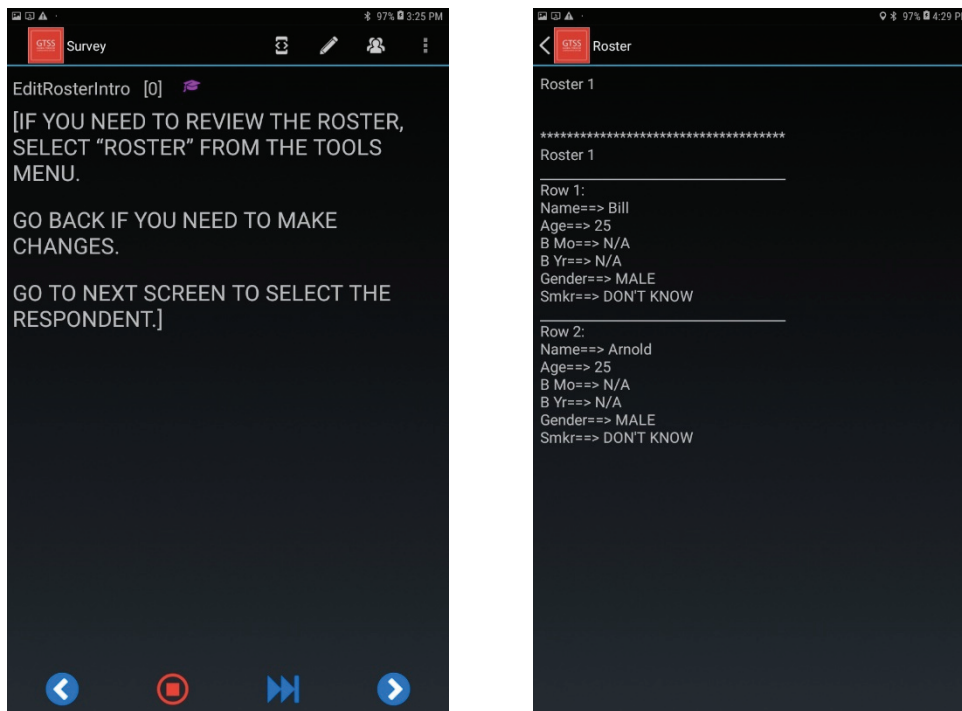 97% 3:25 PM
GTSS
Survey
EditRosterIntro [0]
[IF YOU NEED TO REVIEW THE ROSTER,
SELECT “ROSTER” FROM THE TOOLS
MENU.
GO BACK IF YOU NEED TO MAKE
CHANGES.
GO TO NEXT SCREEN TO SELECT THE
RESPONDENT.]
97% 4:29 PM
GTSS
Roster
Roster 1
*************************************
Roster 1
Row 1:
Name==> Bill
Age==> 25
B Mo==> N/A
B Yr==> N/A
Gender==> MALE
Smkr==> DON'T KNOW
Row 2:
Name==> Arnold
Age==> 25
B Mo==> N/A
B Yr==> N/A
Gender==> MALE
Smkr==> DON'T KNOW